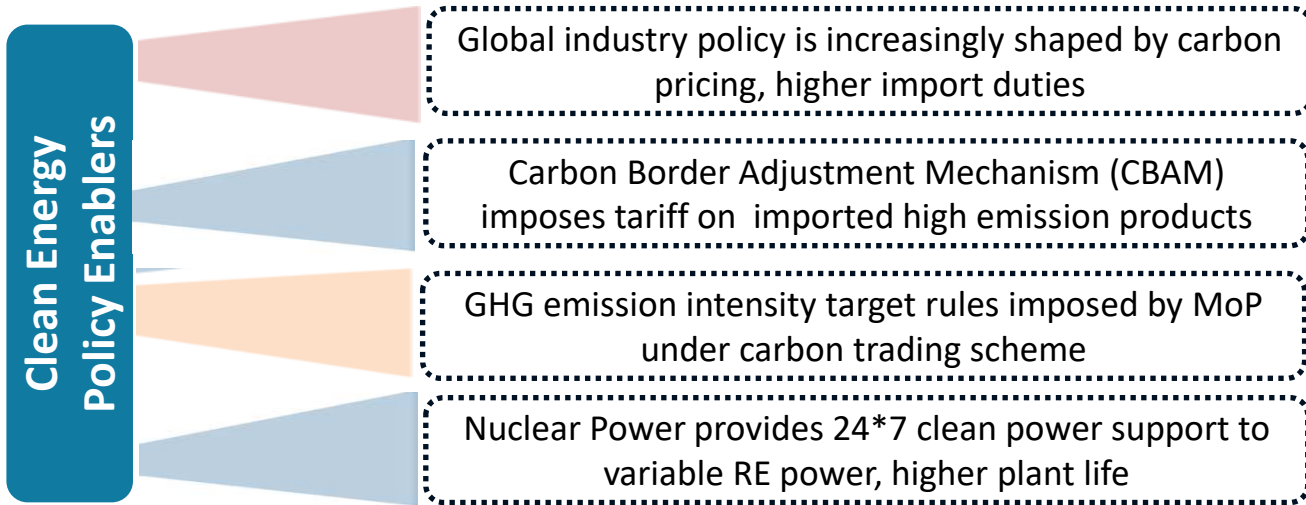 Clean Energy
Policy Enablers
Global industry policy is increasingly shaped by carbon
pricing, higher import duties
Carbon Border Adjustment Mechanism (CBAM)
imposes tariff on  imported high emission products
GHG emission intensity target rules imposed by MoP
under carbon trading scheme
Nuclear Power provides 24*7 clean power support to
variable RE power, higher plant life